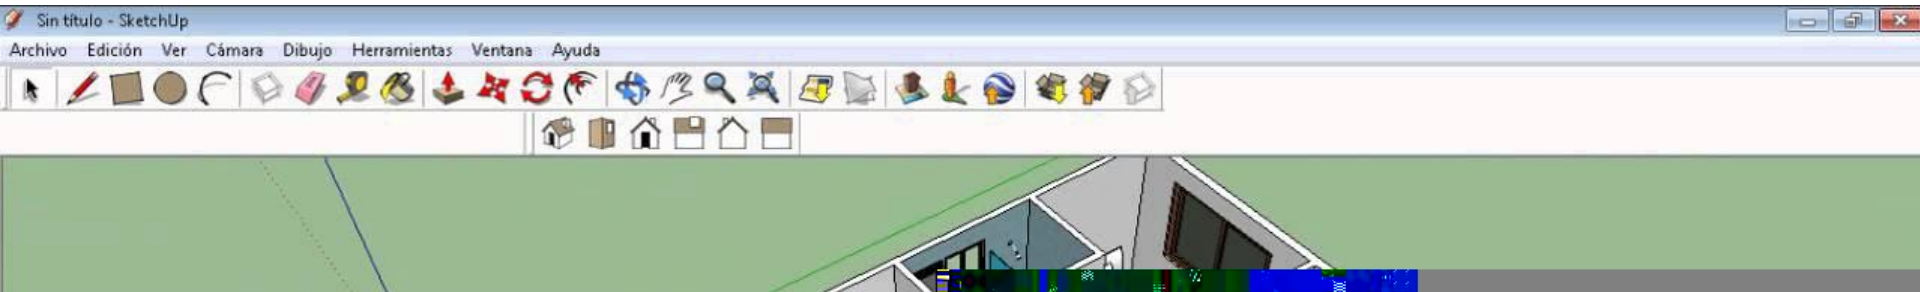 Sin título - SketchUp
Archivo Edición Ver Cámara Dibujo Herramientas Ventana Ayuda